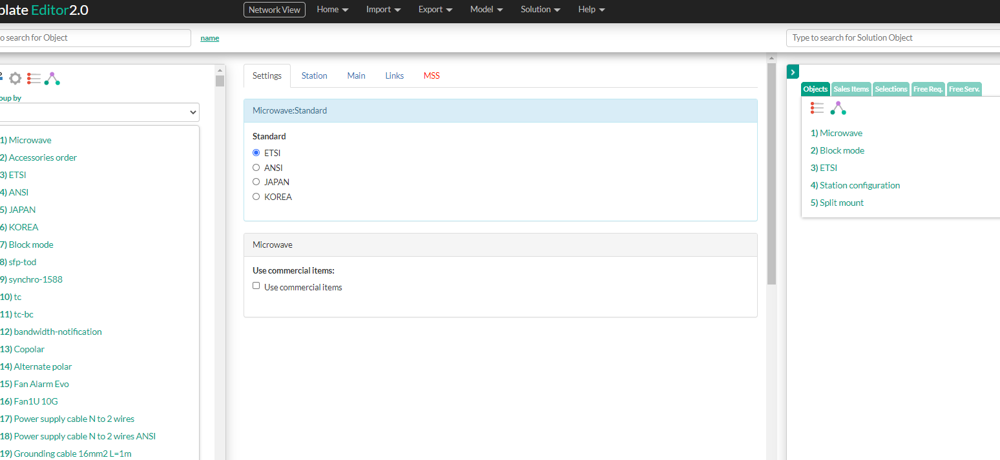 plate Editor2.0
Network View Home Import Export Model Solution Help
o search for Object
name
Type to search for Solution Object
oup by
1) Microwave
2) Accessories order
3) ETSI
4) ANSI
5) JAPAN
6) KOREA
7) Block mode
8) sfp-tod
9) synchro-1588
10) tc
11) tc-bc
12) bandwidth-notification
13) Copolar
14) Alternate polar
15) Fan Alarm Evo
16) Fan1U 10G
17) Power supply cable N to 2 wires
18) Power supply cable N to 2 wires ANSI
19) Grounding cable 16mm2 L=1m
Settings Station Main Links MSS
Microwave:Standard
Standard
ETSI
ANSI
JAPAN
KOREA
Microwave
Use commercial items:
Use commercial items
Objects Sales Items Selections Free Req. Free Serv.
1) Microwave
2) Block mode
3) ETSI
4) Station configuration
5) Split mount